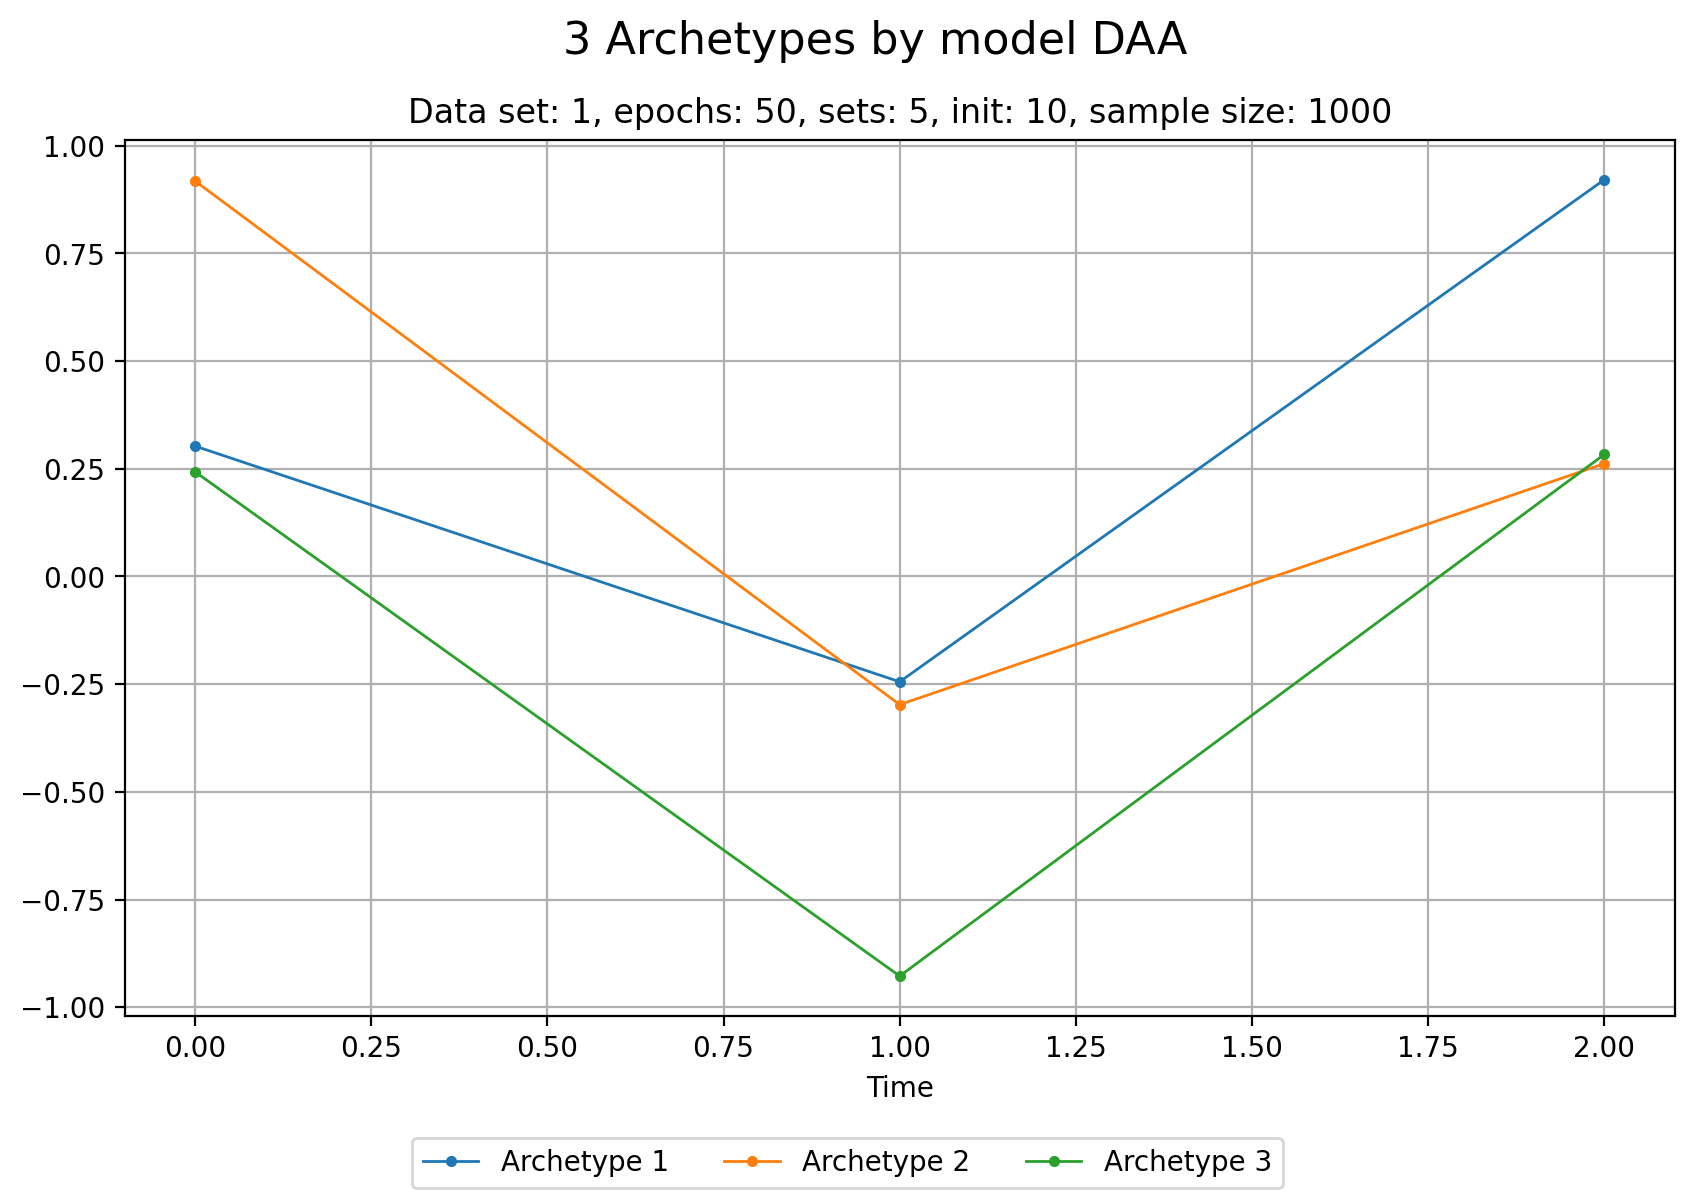 3 Archetypes by model DAA
Data set: 1, epochs: 50, sets: 5, init: 10, sample size: 1000
1.00
0.75
0.50
0.25
0.00
−0.25
−0.50
−0.75
−1.00
0.00 0.25 0.50 0.75 1.00 1.25 1.50 1.75 2.00
Time
Archetype 1 Archetype 2 Archetype 3